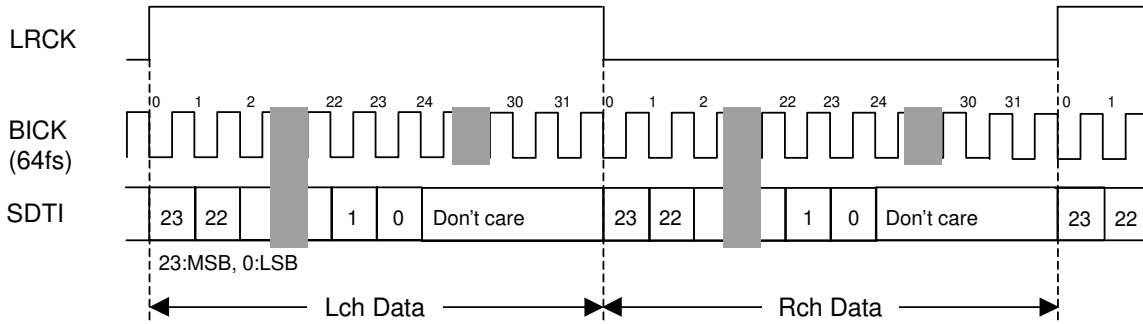 LRCK
0 1 2 22 23 24 30 31 0 1 2 22 23 24 30 31 0 1
BICK
(64fs)
SDTI 23 22 1 0 Don't care 23 22 1 0 Don't care 23 22
23:MSB, 0:LSB
Lch Data Rch Data